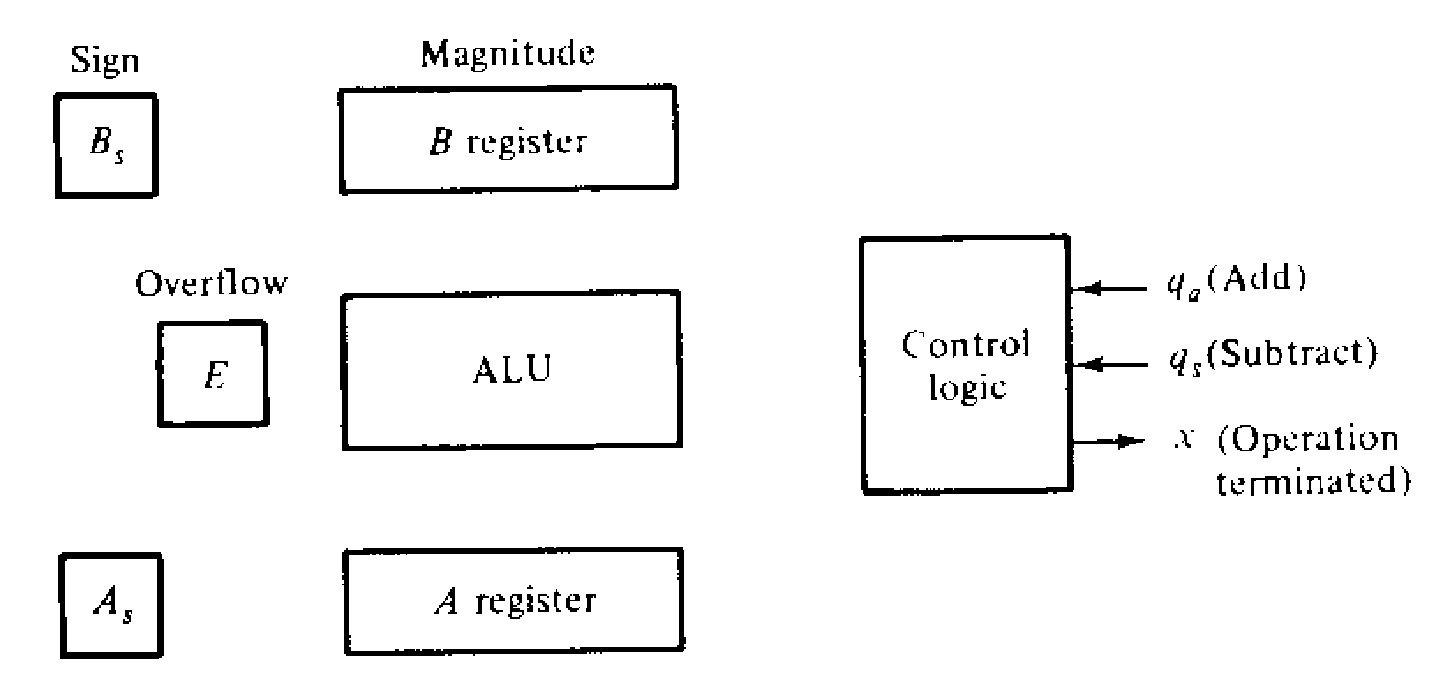 Sign
Magnitude
B_s
B register
Overflow
E
ALU
Control
logic
q_a (Add)
q_s (Subtract)
x (Operation
terminated)
A_s
A register